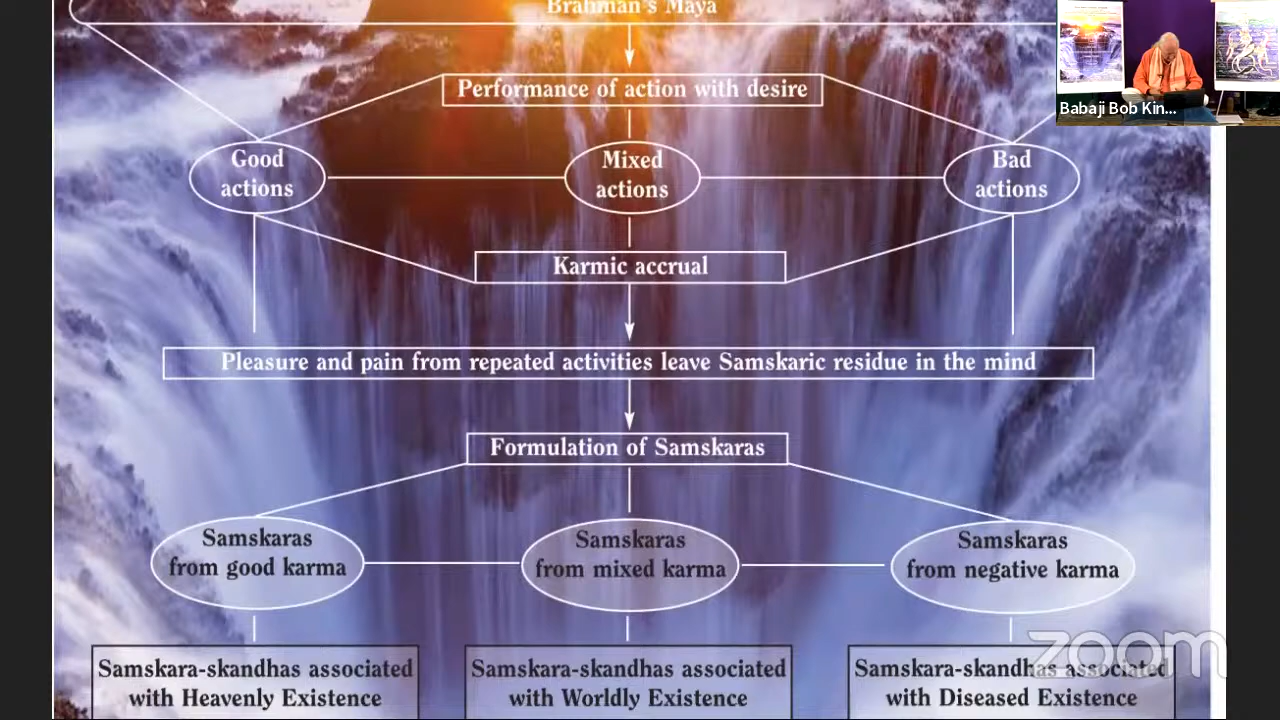 Brahman's Maya
Performance of action with desire
Babaji Bob Kin...
Good
actions
Mixed
actions
Bad
actions
Karmic accrual
Pleasure and pain from repeated activities leave Samskaric residue in the mind
Formulation of Samskaras
Samskaras
from good karma
Samskaras
from mixed karma
Samskaras
from negative karma
Samskara-skandhas associated
with Heavenly Existence
Samskara-skandhas associated
with Worldly Existence
Samskara-skandhas associated
with Diseased Existence
zoom